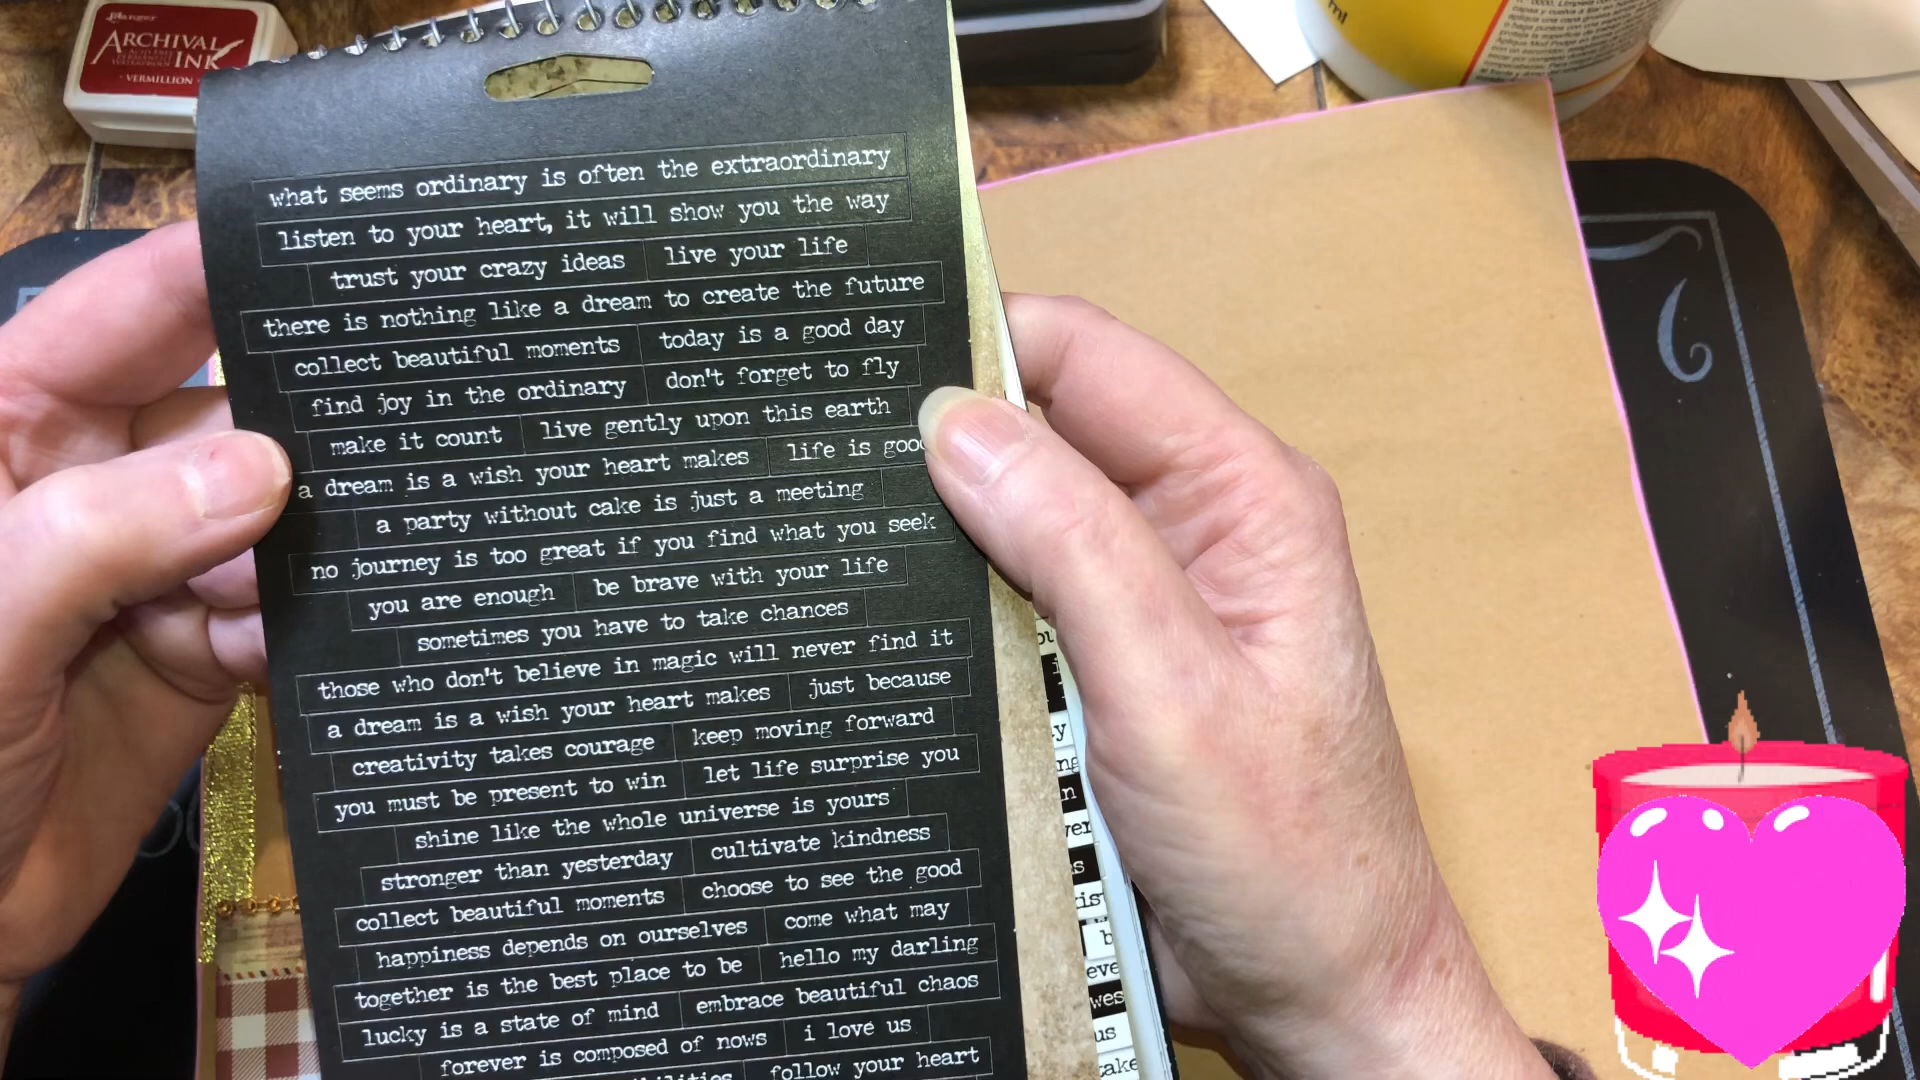 Ranger
ARCHIVAL
INK
VERMILLION
ml
what seems ordinary is often the extraordinary
listen to your heart, it will show you the way
trust your crazy ideas live your life
there is nothing like a dream to create the future
collect beautiful moments today is a good day
find joy in the ordinary don't forget to fly
make it count live gently upon this earth
a dream is a wish your heart makes life is good
a party without cake is just a meeting
no journey is too great if you find what you seek
you are enough be brave with your life
sometimes you have to take chances
those who don't believe in magic will never find it
a dream is a wish your heart makes just because
creativity takes courage keep moving forward
you must be present to win let life surprise you
shine like the whole universe is yours
stronger than yesterday cultivate kindness
collect beautiful moments choose to see the good
happiness depends on ourselves come what may
together is the best place to be hello my darling
lucky is a state of mind embrace beautiful chaos
forever is composed of nows i love us
follow your heart
us